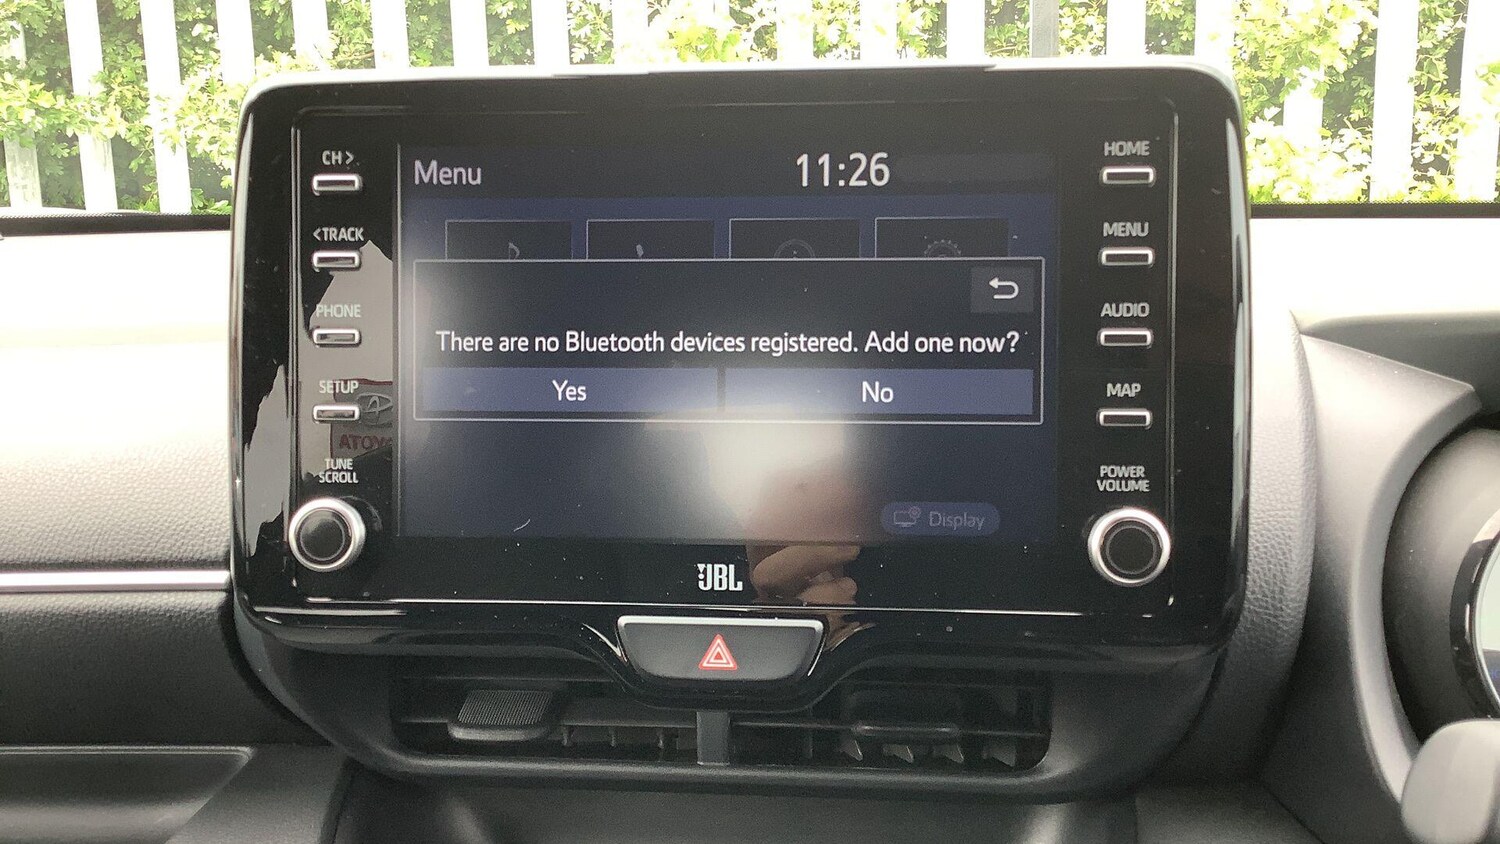 CH>
<TRACK
PHONE
SETUP
TUNE
SCROLL
Menu
11:26
There are no Bluetooth devices registered. Add one now?
Yes
No
Display
JBL
HOME
MENU
AUDIO
MAP
POWER
VOLUME